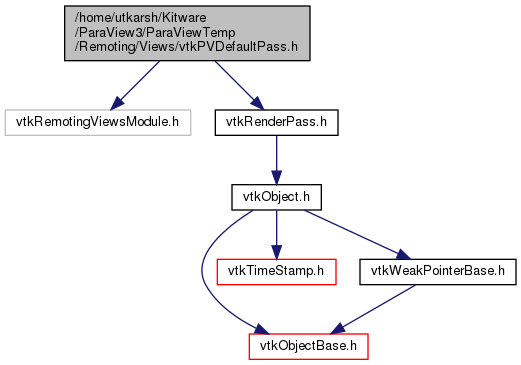 /home/utkarsh/Kitware
/ParaView3/ParaViewTemp
/Remoting/Views/vtkPVDefaultPass.h
vtkRemotingViewsModule.h
vtkRenderPass.h
vtkObject.h
vtkTimeStamp.h
vtkWeakPointerBase.h
vtkObjectBase.h